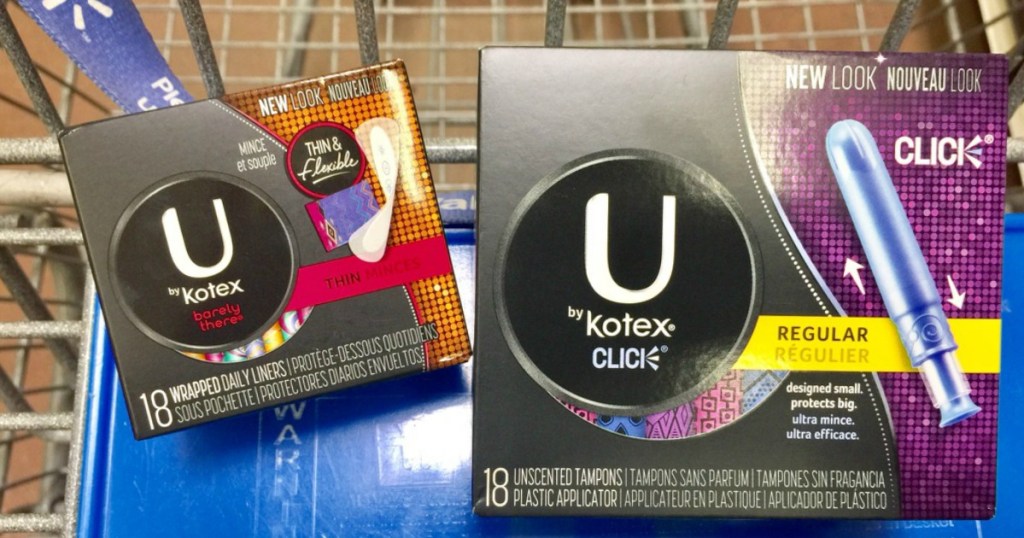 NEW LOOK NOUVEAU LOOK
MINCE
et souple
THIN &
flexible
U
by Kotex
barely
there®
THIN MINCES
18 WRAPPED DAILY LINERS | PROTÈGE-DESSOUS QUOTIDIENS
SOUS POCHETTE | PROTECTORES DIARIOS ENVUELTOS
NEW LOOK NOUVEAU LOOK
CLICK®
U
by Kotex®
CLICK®
REGULAR
RÉGULIER
designed small.
protects big.
ultra mince.
ultra efficace.
18 UNSCENTED TAMPONS | TAMPONS SANS PARFUM | TAMPONES SIN FRAGANCIA
PLASTIC APPLICATOR | APPLICATEUR EN PLASTIQUE | APLICADOR DE PLÁSTICO